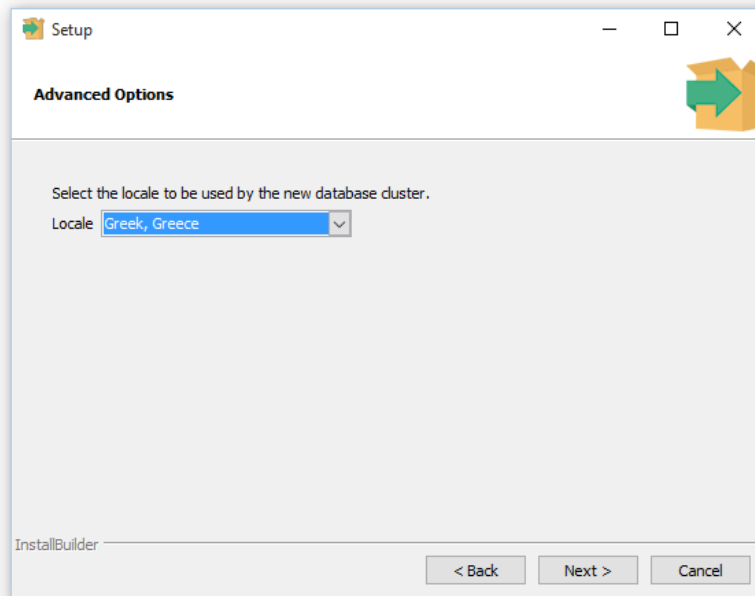 Setup
Advanced Options
Select the locale to be used by the new database cluster.
Locale Greek, Greece
InstallBuilder
< Back Next > Cancel